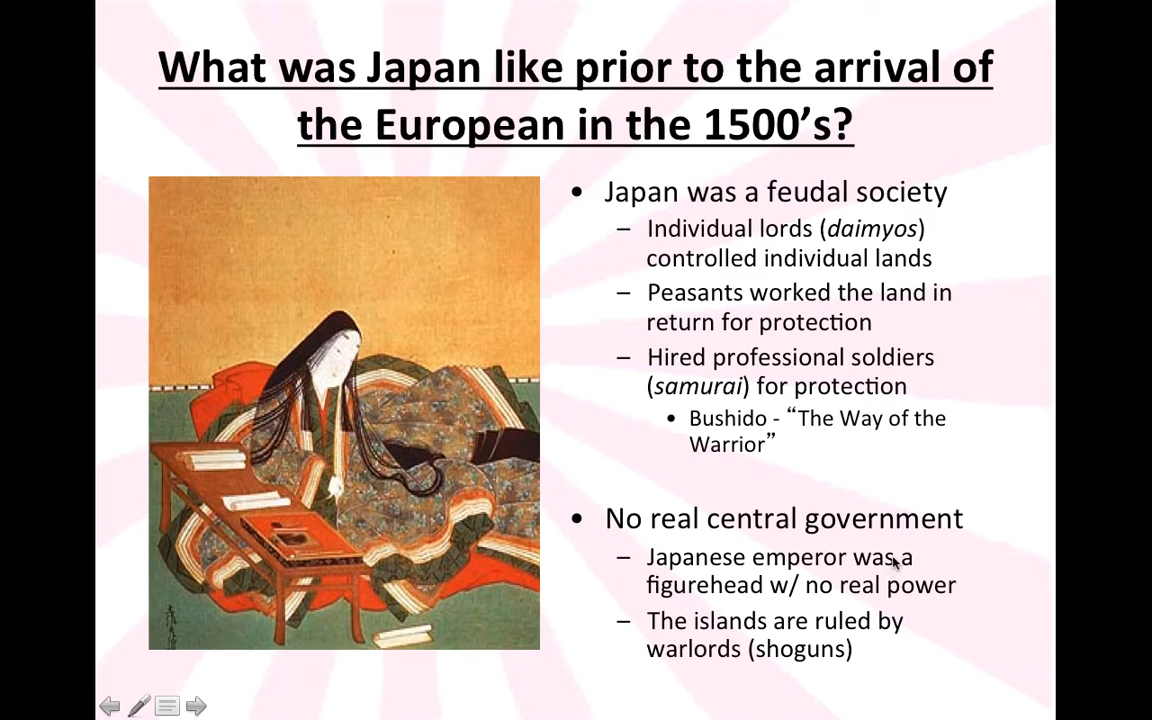 What was Japan like prior to the arrival of
the European in the 1500’s?
• Japan was a feudal society
– Individual lords (daimyos)
controlled individual lands
– Peasants worked the land in
return for protection
– Hired professional soldiers
(samurai) for protection
• Bushido - “The Way of the
Warrior”
• No real central government
– Japanese emperor was a
figurehead w/ no real power
– The islands are ruled by
warlords (shoguns)